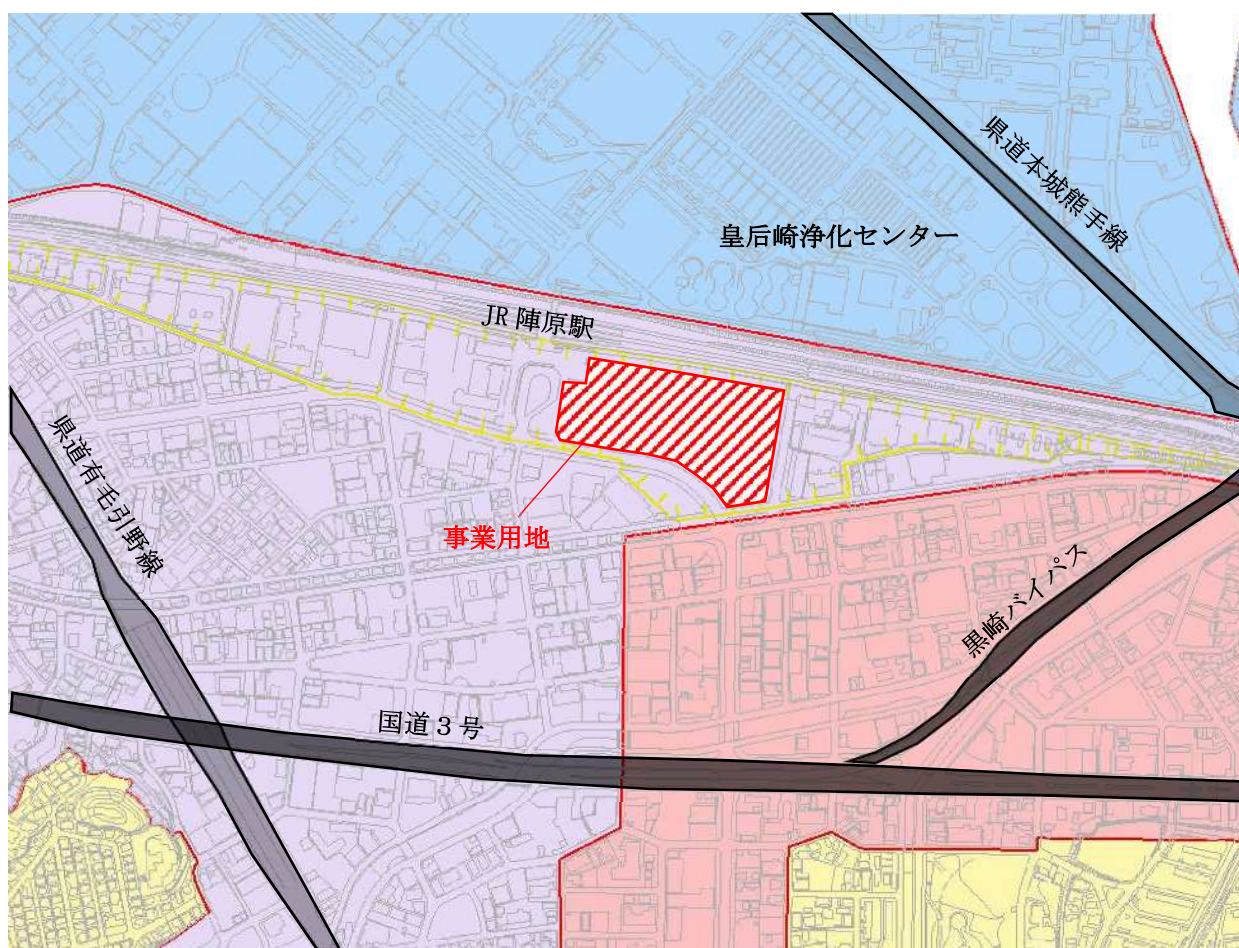 県道本城熊手線
皇后崎浄化センター
JR 陣原駅
県道有毛引野線
事業用地
黒崎バイパス
国道３号